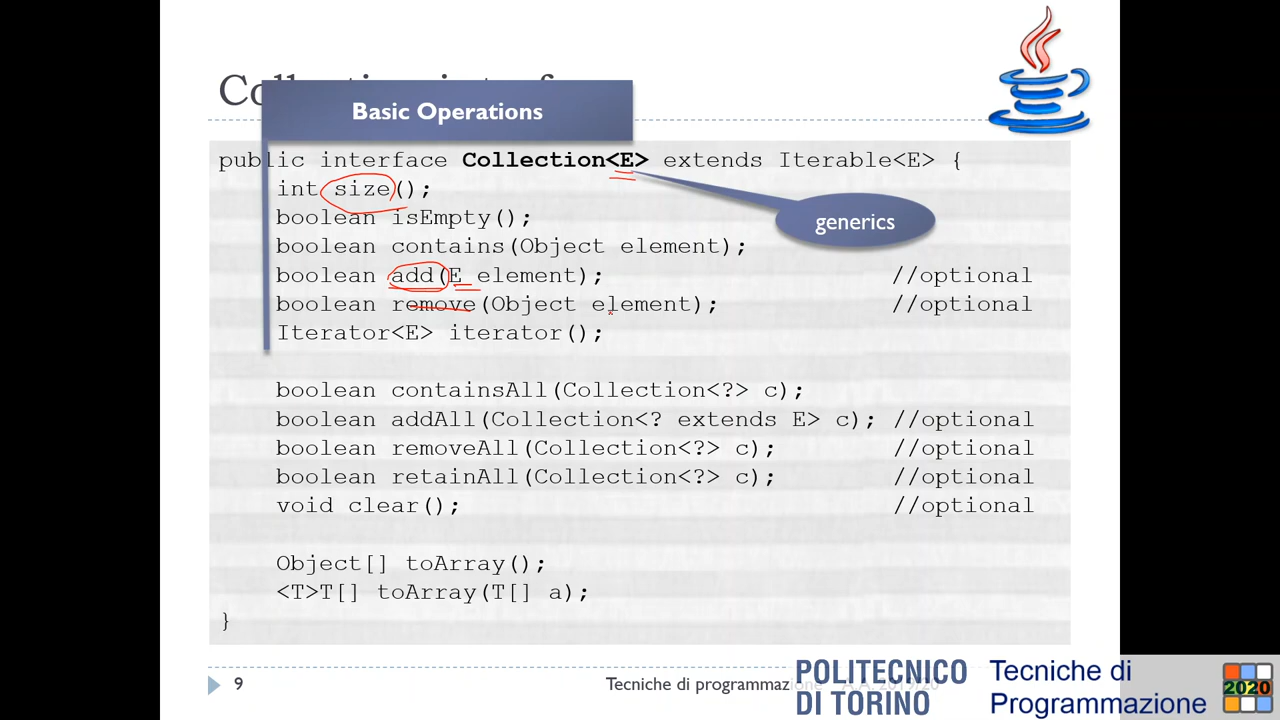 Basic Operations
public interface Collection<E> extends Iterable<E> {
int size();
boolean isEmpty();
generics
boolean contains(Object element);
boolean add(E element); //optional
boolean remove(Object element); //optional
Iterator<E> iterator();
boolean containsAll(Collection<?> c);
boolean addAll(Collection<? extends E> c); //optional
boolean removeAll(Collection<?> c); //optional
boolean retainAll(Collection<?> c); //optional
void clear(); //optional
Object[] toArray();
<T>T[] toArray(T[] a);
}
9
Tecniche di programmazione A.A. 2019/20
POLITECNICO
DI TORINO
Tecniche di
Programmazione
2020